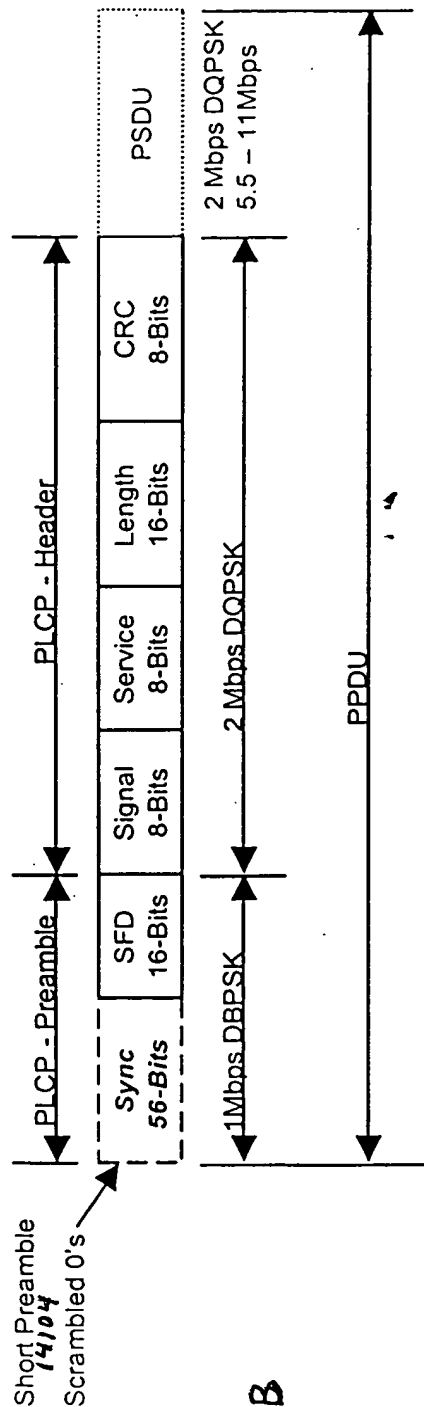 Short Preamble
14104
Scrambled 0's
PLCP - Preamble
PLCP - Header
Sync
56-Bits
SFD
16-Bits
Signal
8-Bits
Service
8-Bits
Length
16-Bits
CRC
8-Bits
PSDU
1Mbps DBPSK
2 Mbps DQPSK
2 Mbps DQPSK
5.5 – 11Mbps
PPDU
B